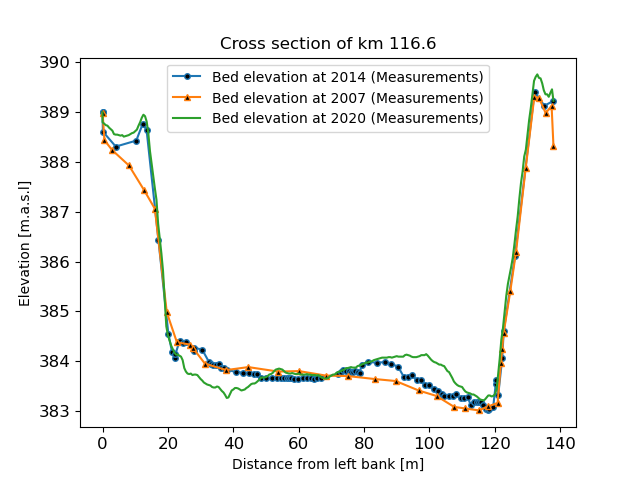 Cross section of km 116.6
Bed elevation at 2014 (Measurements)
Bed elevation at 2007 (Measurements)
Bed elevation at 2020 (Measurements)
390
389
388
387
386
385
384
383
Elevation [m.a.s.l]
0 20 40 60 80 100 120 140
Distance from left bank [m]